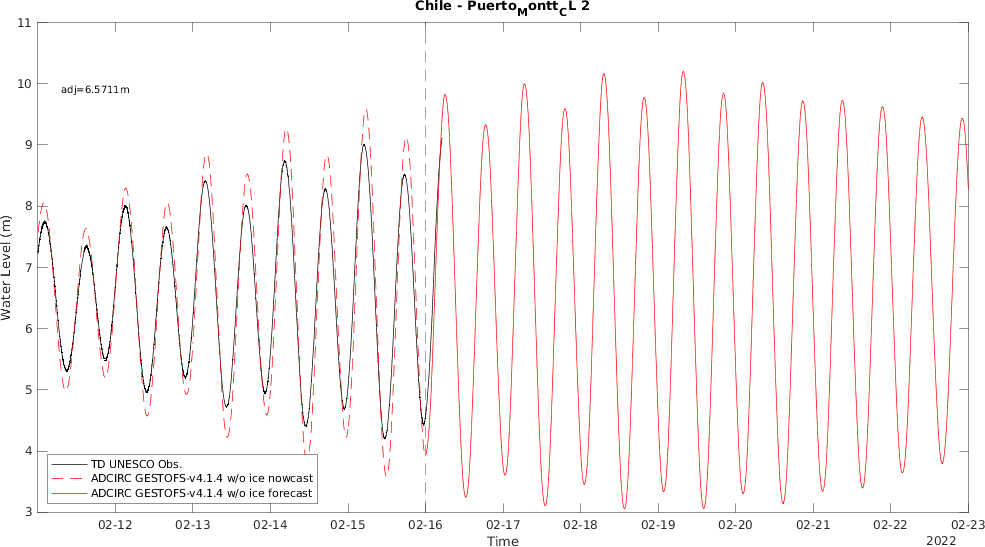 Chile - PuertoMonttCL 2
11
10
9
8
7
6
5
4
3
Water Level (m)
adj=6.5711m
TD UNESCO Obs.
ADCIRC GESTOFS-v4.1.4 w/o ice nowcast
ADCIRC GESTOFS-v4.1.4 w/o ice forecast
02-12 02-13 02-14 02-15 02-16 02-17 02-18 02-19 02-20 02-21 02-22 02-23
Time
2022